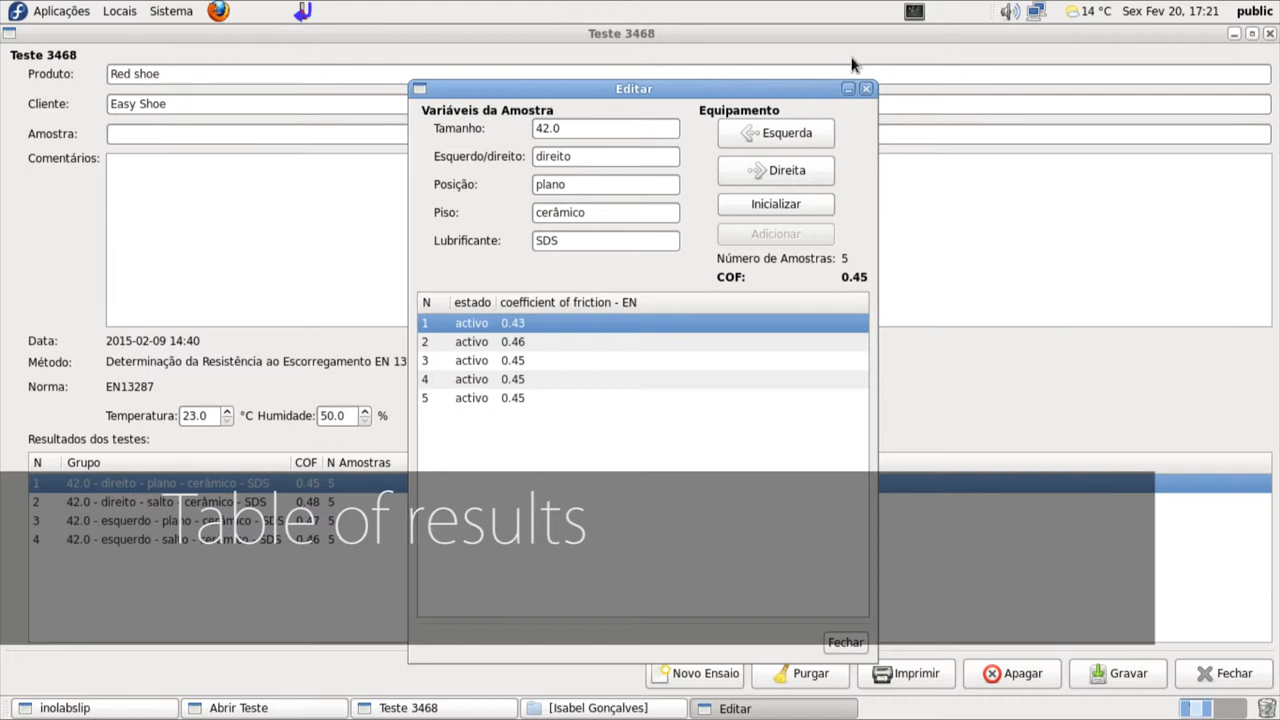 Aplicações Locais Sistema 14 °C Sex Fev 20, 17:21 public
Teste 3468
Teste 3468
Produto: Red shoe
Cliente: Easy Shoe
Amostra:
Comentários:
Data: 2015-02-09 14:40
Método: Determinação da Resistência ao Escorregamento EN 13
Norma: EN13287
Temperatura: 23.0 °C Humidade: 50.0 %
Resultados dos testes:
N Grupo COF N Amostras
1 42.0 - direito - plano - cerâmico - SDS 0.45 5
2 42.0 - direito - salto - cerâmico - SDS 0.48 5
3 42.0 - esquerdo - plano - cerâmico - SDS 0.47 5
4 42.0 - esquerdo - salto - cerâmico - SDS 0.46 5
Table of results
Editar
Variáveis da Amostra
Tamanho: 42.0
Esquerdo/direito: direito
Posição: plano
Piso: cerâmico
Lubrificante: SDS
Equipamento
Esquerda
Direita
Inicializar
Adicionar
Número de Amostras: 5
COF: 0.45
N estado coefficient of friction - EN
1 activo 0.43
2 activo 0.46
3 activo 0.45
4 activo 0.45
5 activo 0.45
Fechar
Novo Ensaio Purgar Imprimir Apagar Gravar Fechar
inolabslip Abrir Teste Teste 3468 [Isabel Gonçalves] Editar